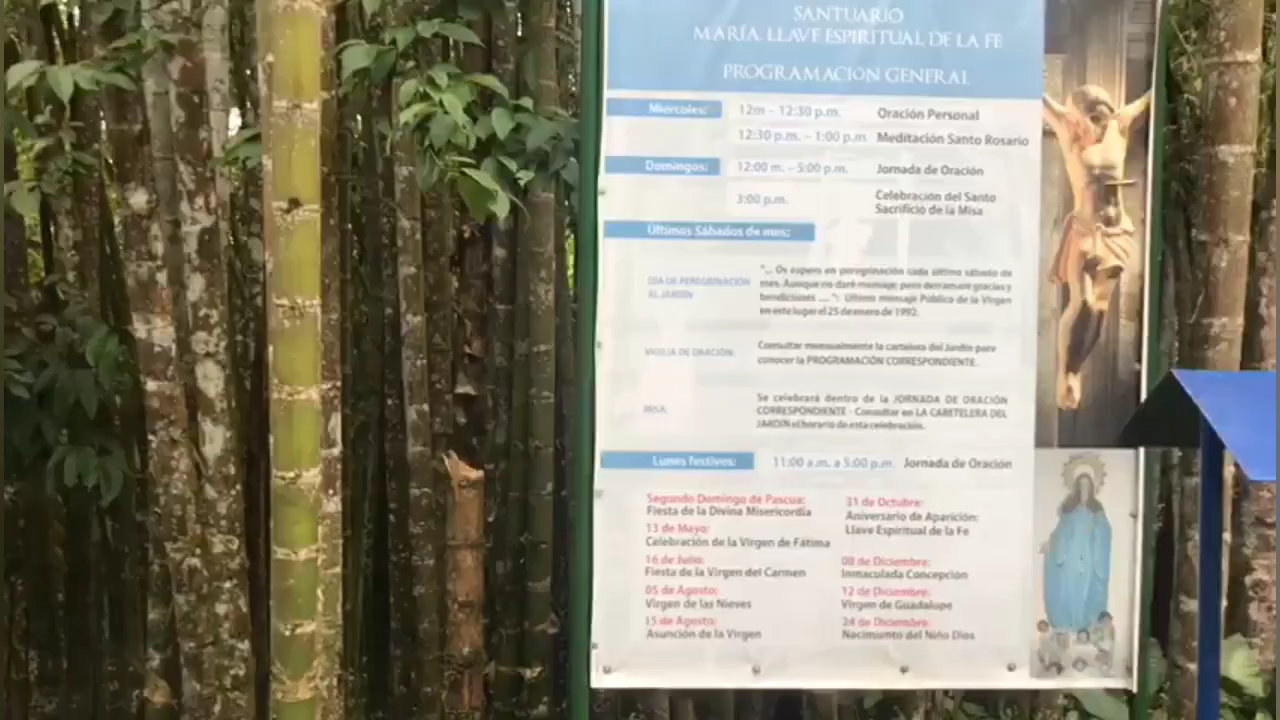 SANTUARIO
MARÍA, LLAVE ESPIRITUAL DE LA FE
PROGRAMACIÓN GENERAL
Miércoles: 12m – 12:30 p.m. Oración Personal
12:30 p.m. – 1:00 p.m. Meditación Santo Rosario
Domingos: 12:00 m. – 5:00 p.m. Jornada de Oración
3:00 p.m. Celebración del Santo
Sacrificio de la Misa
Últimos Sábados de mes:
DIA DE PEREGRINACIÓN
AL JARDÍN
"... Os espero en peregrinación cada último sábado de
mes. Aunque no daré mensaje, pero derramaré gracias y
bendiciones .... ": Último mensaje Público de la Virgen
en este lugar el 25 de enero de 1992.
VIGILIA DE ORACIÓN:
Consultar mensualmente la cartelera del Jardín para
conocer la PROGRAMACIÓN CORRESPONDIENTE.
MISA:
Se celebrará dentro de la JORNADA DE ORACIÓN
CORRESPONDIENTE - Consultar en LA CARETELERA DEL
JARDÍN el horario de esta celebración.
Lunes festivos: 11:00 a.m. a 5:00 p.m. Jornada de Oración
Segundo Domingo de Pascua:
Fiesta de la Divina Misericordia
13 de Mayo:
Celebración de la Virgen de Fátima
16 de Julio:
Fiesta de la Virgen del Carmen
05 de Agosto:
Virgen de las Nieves
15 de Agosto:
Asunción de la Virgen
31 de Octubre:
Aniversario de Aparición:
Llave Espiritual de la Fe
08 de Diciembre:
Inmaculada Concepción
12 de Diciembre:
Virgen de Guadalupe
24 de Diciembre:
Nacimiento del Niño Dios